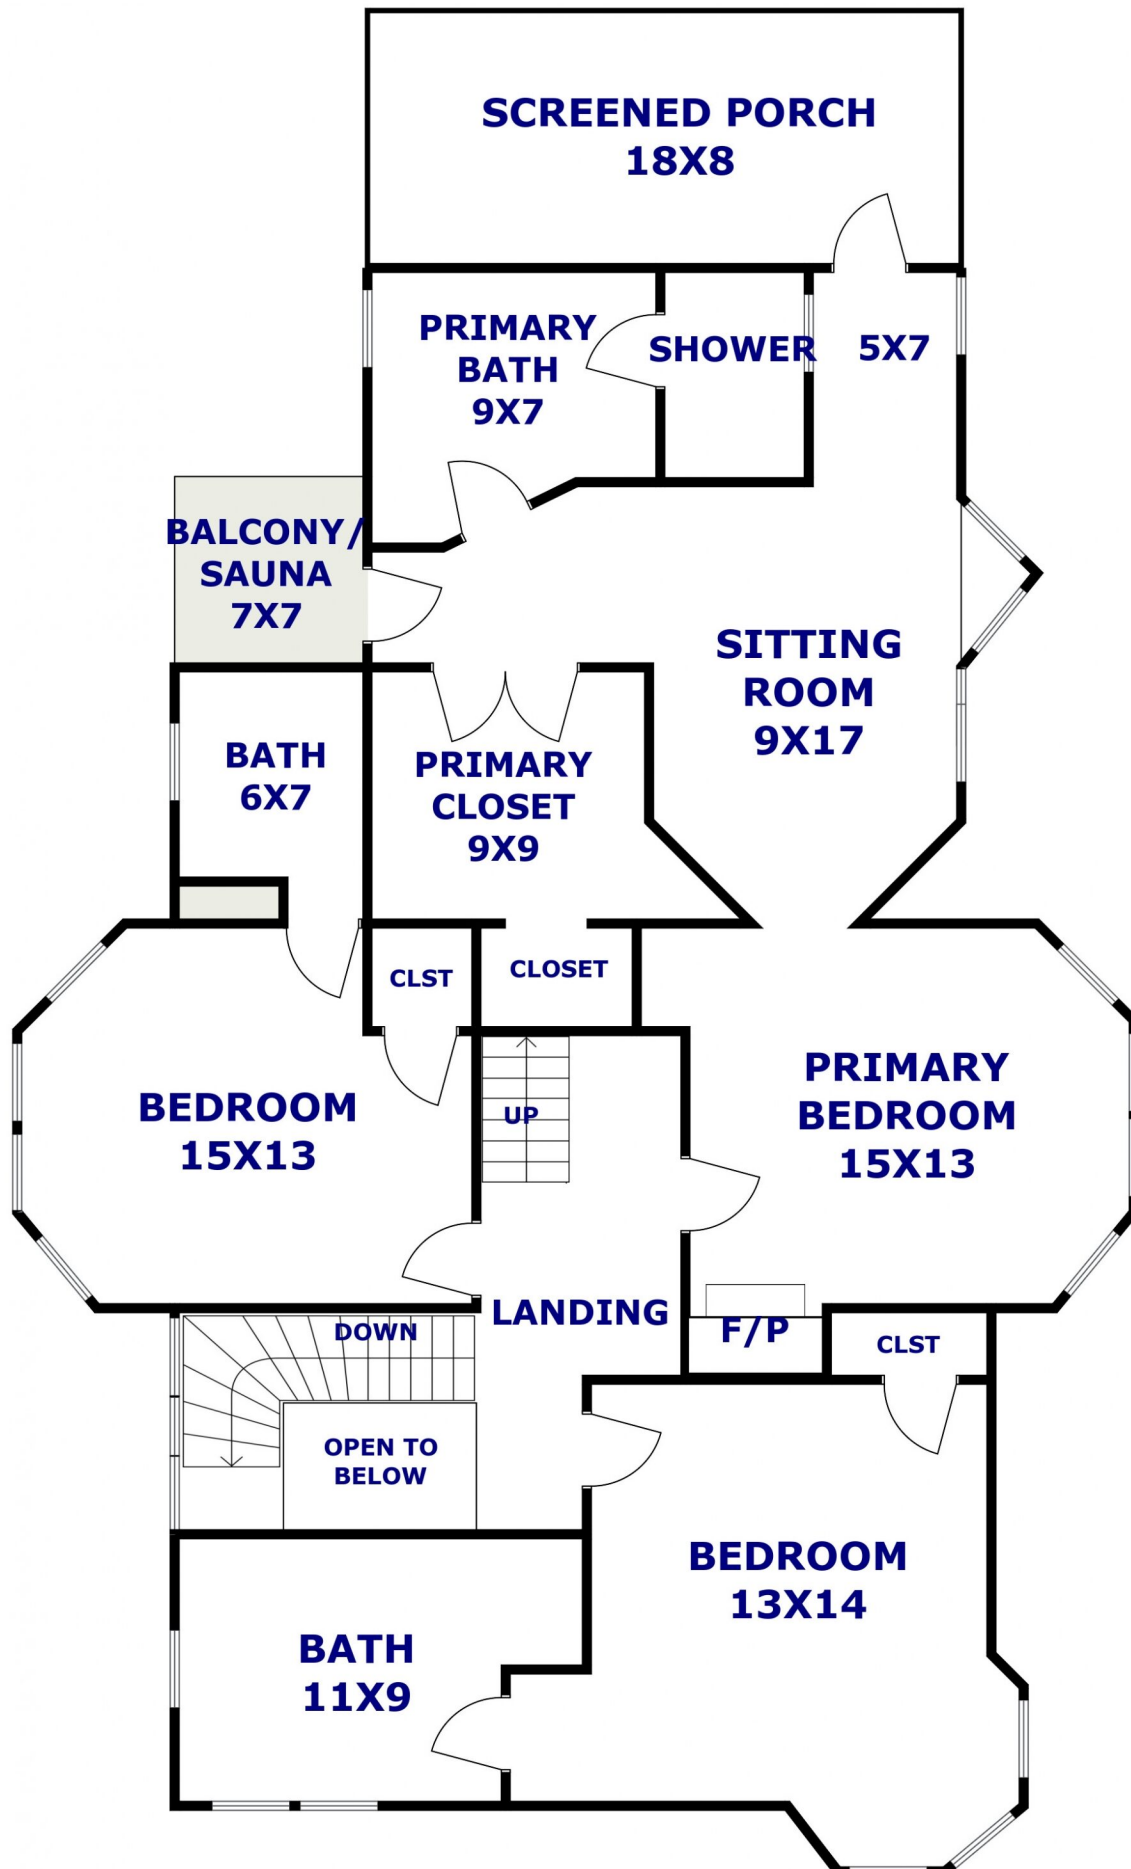 SCREENED PORCH
18X8
PRIMARY
BATH
9X7
SHOWER
5X7
BALCONY/
SAUNA
7X7
SITTING
ROOM
9X17
BATH
6X7
PRIMARY
CLOSET
9X9
CLST
CLOSET
BEDROOM
15X13
UP
PRIMARY
BEDROOM
15X13
LANDING
DOWN
F/P
CLST
OPEN TO
BELOW
BEDROOM
13X14
BATH
11X9